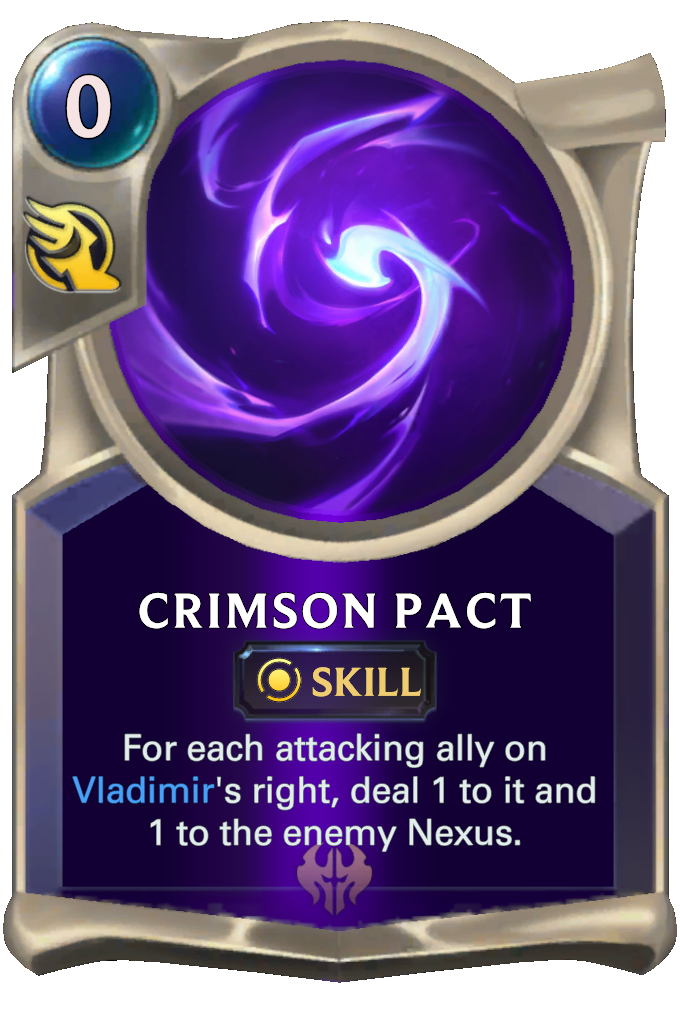 0
CRIMSON PACT
SKILL
For each attacking ally on
Vladimir's right, deal 1 to it and
1 to the enemy Nexus.